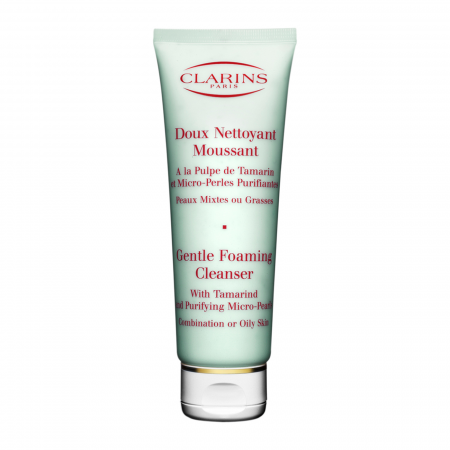 CLARINS
PARIS
Doux Nettoyant
Moussant
A la Pulpe de Tamarin
et Micro-Perles Purifiantes
Peaux Mixtes ou Grasses
Gentle Foaming
Cleanser
With Tamarind
and Purifying Micro-Pearls
Combination or Oily Skin